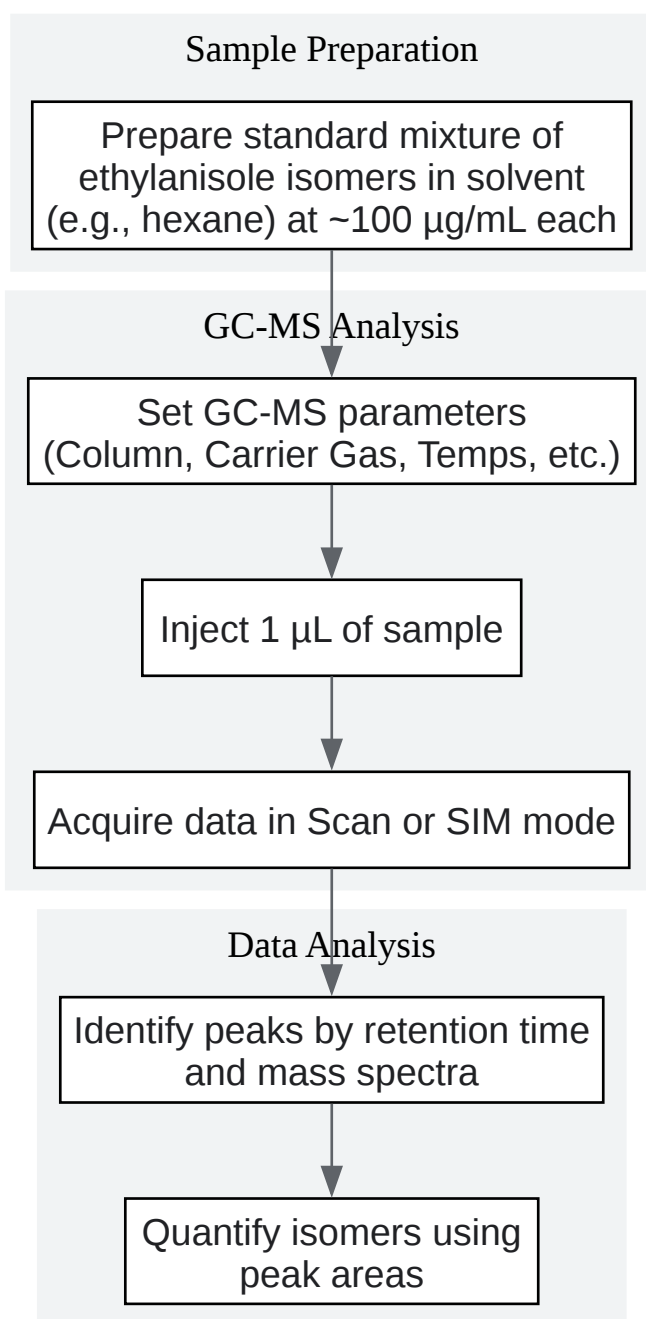 Sample Preparation
Prepare standard mixture of
ethylanisole isomers in solvent
(e.g., hexane) at ~100 µg/mL each
GC-MS Analysis
Set GC-MS parameters
(Column, Carrier Gas, Temps, etc.)
Inject 1 µL of sample
Acquire data in Scan or SIM mode
Data Analysis
Identify peaks by retention time
and mass spectra
Quantify isomers using
peak areas